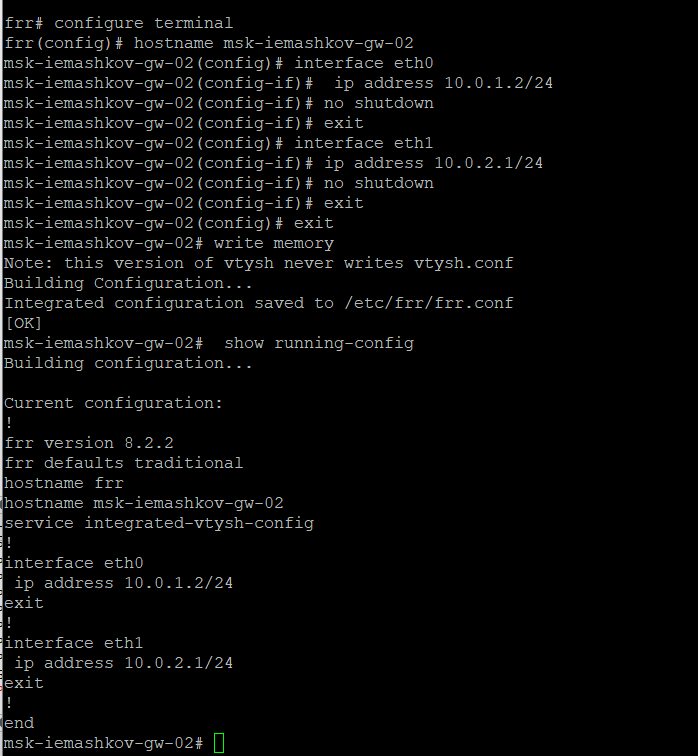 frr# configure terminal
frr(config)# hostname msk-iemashkov-gw-02
msk-iemashkov-gw-02(config)# interface eth0
msk-iemashkov-gw-02(config-if)#  ip address 10.0.1.2/24
msk-iemashkov-gw-02(config-if)# no shutdown
msk-iemashkov-gw-02(config-if)# exit
msk-iemashkov-gw-02(config)# interface eth1
msk-iemashkov-gw-02(config-if)# ip address 10.0.2.1/24
msk-iemashkov-gw-02(config-if)# no shutdown
msk-iemashkov-gw-02(config-if)# exit
msk-iemashkov-gw-02(config)# exit
msk-iemashkov-gw-02# write memory
Note: this version of vtysh never writes vtysh.conf
Building Configuration...
Integrated configuration saved to /etc/frr/frr.conf
[OK]
msk-iemashkov-gw-02#  show running-config
Building configuration...

Current configuration:
!
frr version 8.2.2
frr defaults traditional
hostname frr
hostname msk-iemashkov-gw-02
service integrated-vtysh-config
!
interface eth0
 ip address 10.0.1.2/24
exit
!
interface eth1
 ip address 10.0.2.1/24
exit
!
end
msk-iemashkov-gw-02#